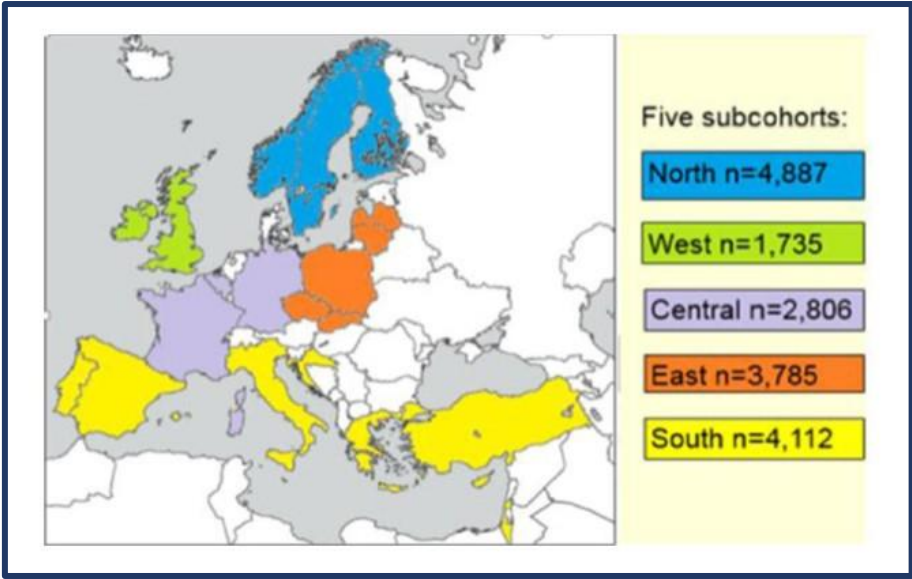 Five subcohorts:
North n=4,887
West n=1,735
Central n=2,806
East n=3,785
South n=4,112